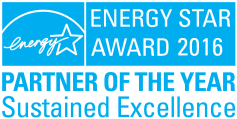 energy
ENERGY STAR
AWARD 2016
PARTNER OF THE YEAR
Sustained Excellence